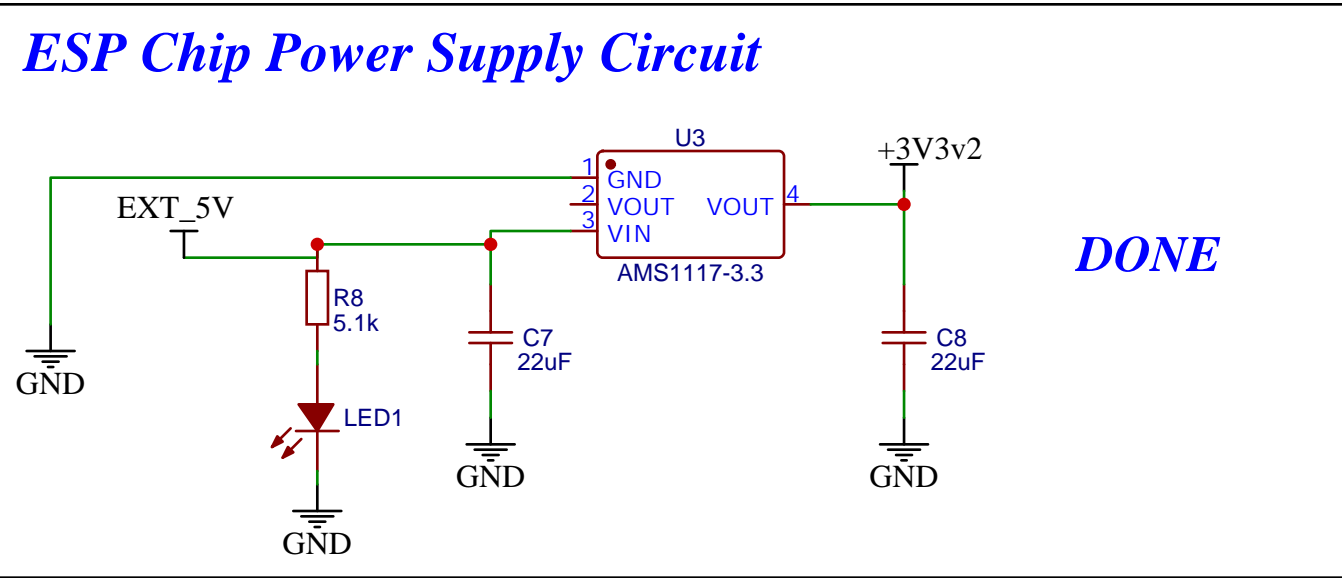 ESP Chip Power Supply Circuit
U3
+3V3v2
1
GND
EXT_5V
2
VOUT
VOUT
4
3
VIN
DONE
AMS1117-3.3
R8
5.1k
C7
22uF
C8
22uF
GND
LED1
GND
GND
GND